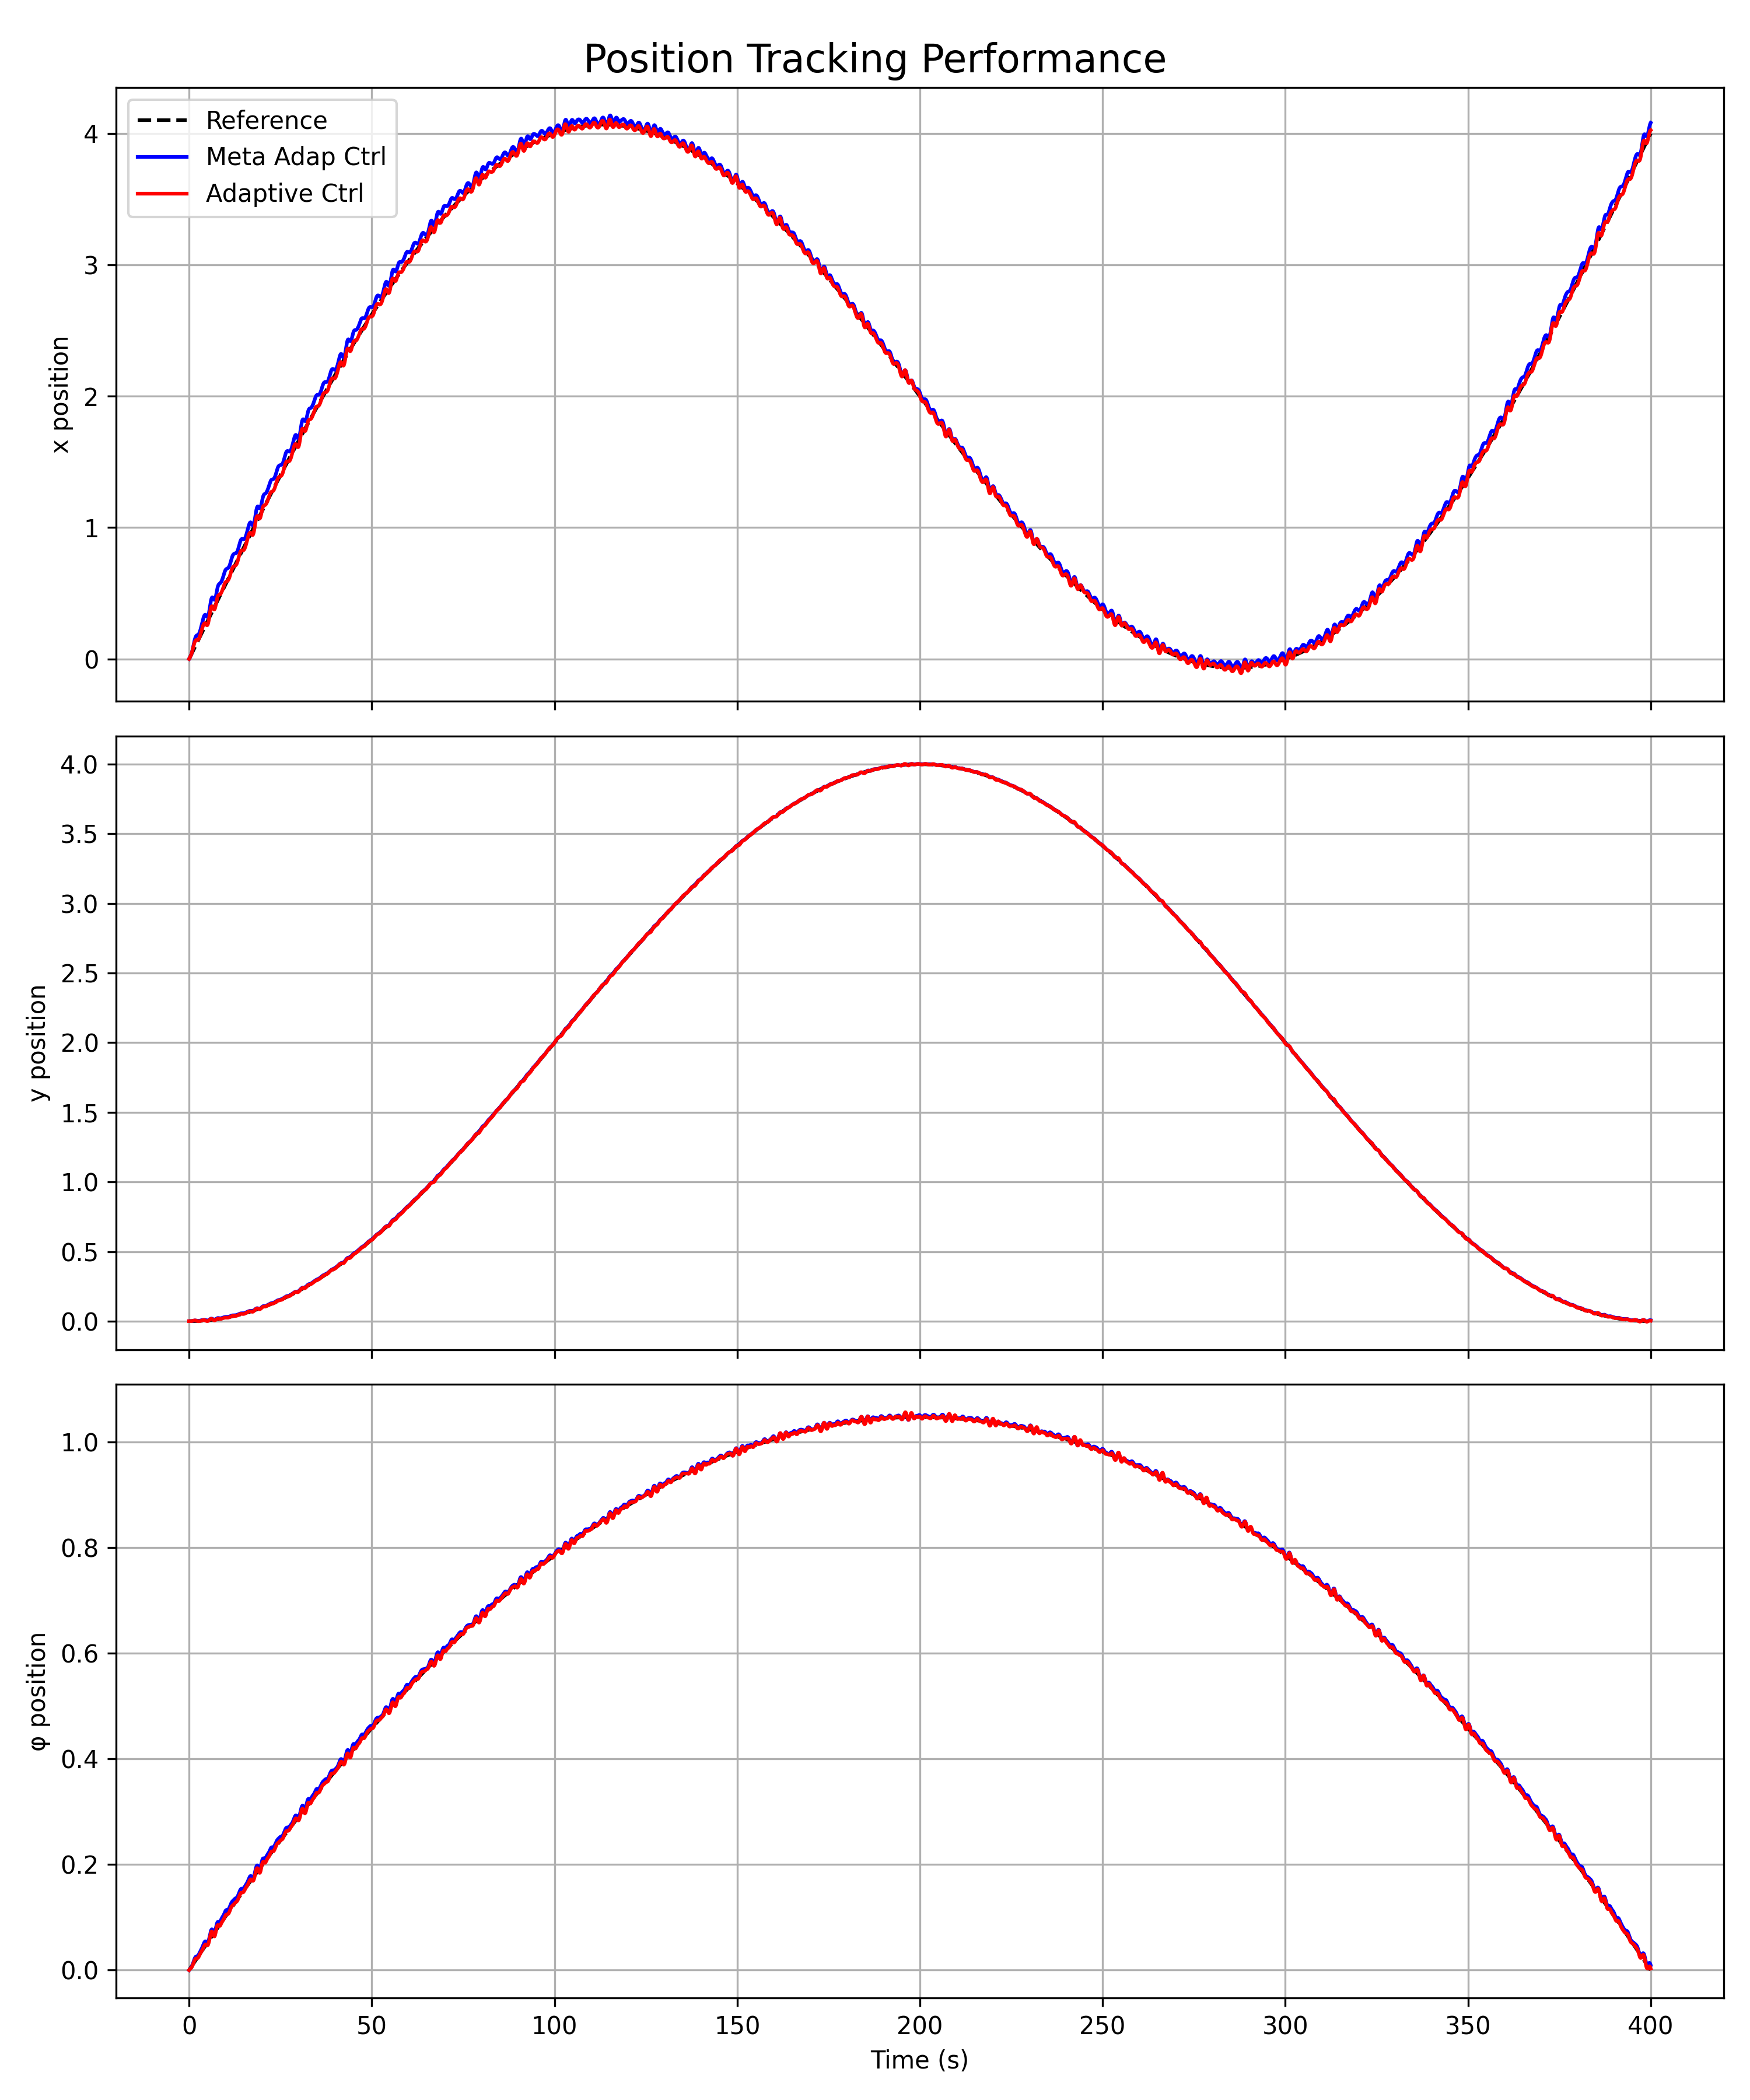 Position Tracking Performance
Reference
Meta Adap Ctrl
Adaptive Ctrl
4
3
2
1
0
x position
4.0
3.5
3.0
2.5
2.0
1.5
1.0
0.5
0.0
y position
1.0
0.8
0.6
0.4
0.2
0.0
φ position
0 50 100 150 200 250 300 350 400
Time (s)